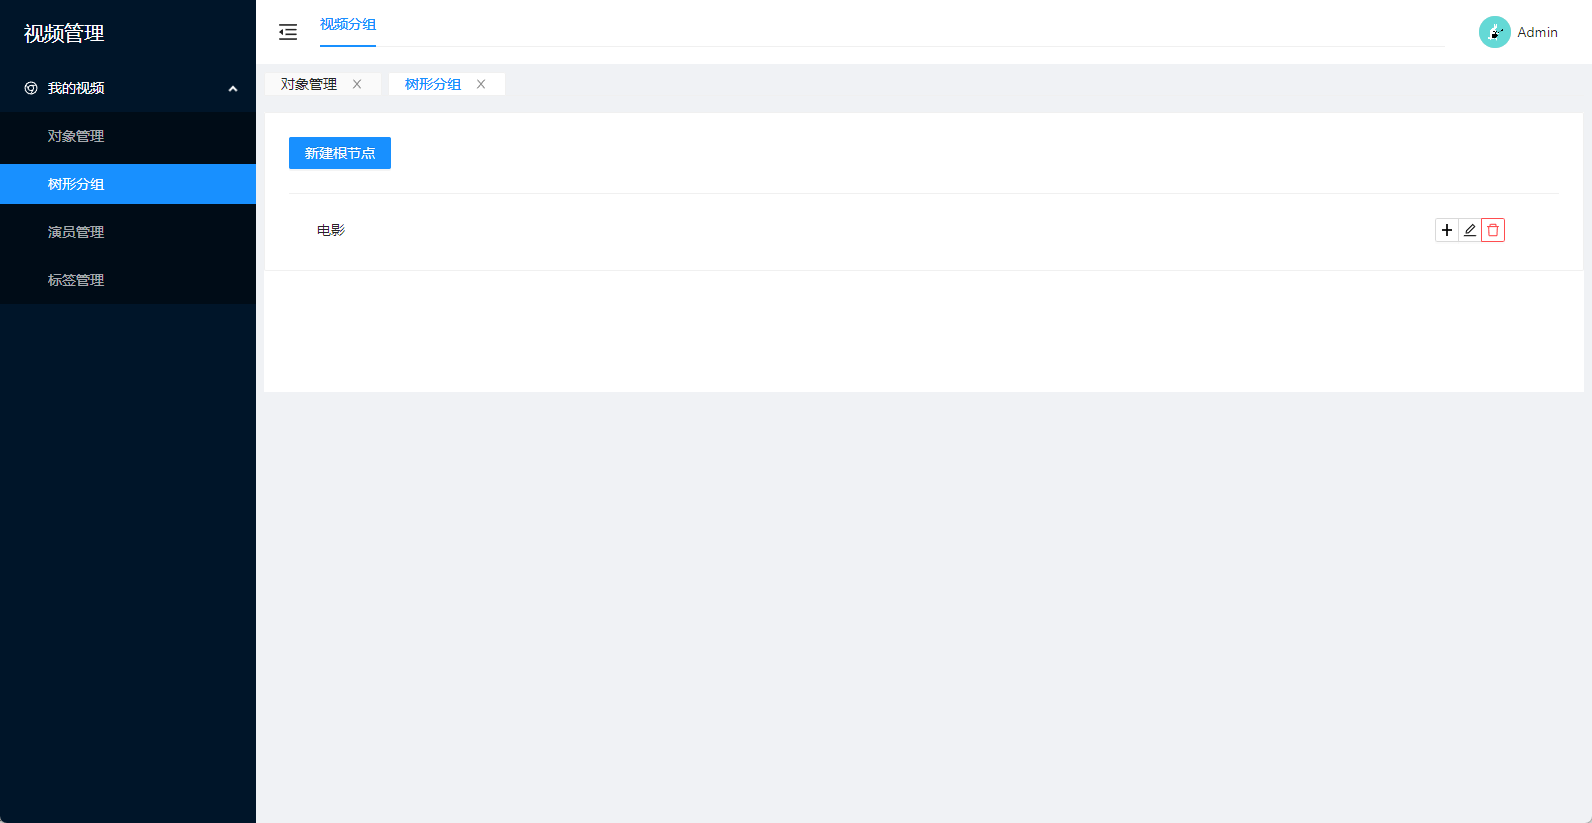 视频管理
我的视频
对象管理
树形分组
演员管理
标签管理
视频分组
Admin
对象管理
树形分组
新建根节点
电影